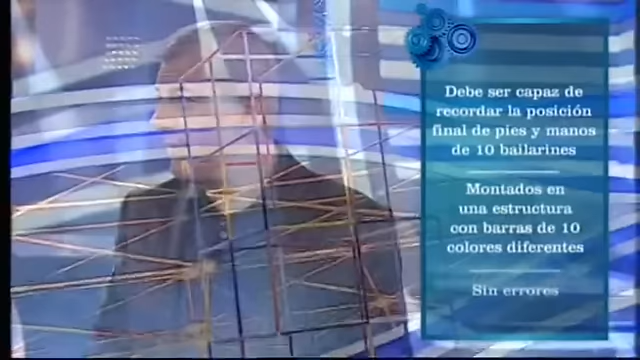 Debe ser capaz de
recordar la posición
final de pies y manos
de 10 bailarines
Montados en
una estructura
con barras de 10
colores diferentes
Sin errores